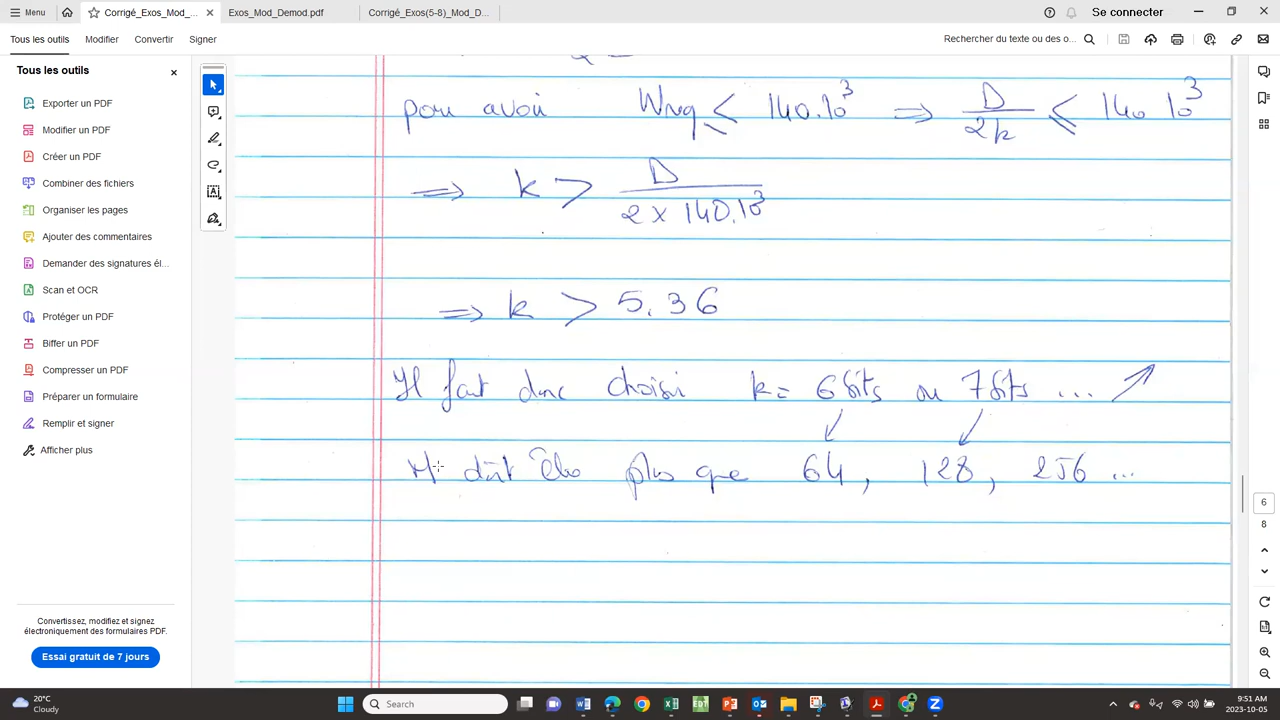 Menu
Corrigé_Exos_Mod_...
Exos_Mod_Demod.pdf
Corrigé_Exos(5-8)_Mod_D...
Se connecter
Tous les outils
Modifier
Convertir
Signer
Rechercher du texte ou des o...
Tous les outils
Exporter un PDF
Modifier un PDF
Créer un PDF
Combiner des fichiers
Organiser les pages
Ajouter des commentaires
Demander des signatures él...
Scan et OCR
Protéger un PDF
Biffer un PDF
Compresser un PDF
Préparer un formulaire
Remplir et signer
Afficher plus
Convertissez, modifiez et signez
électroniquement des formulaires PDF.
Essai gratuit de 7 jours
pour avoir Wnyq ≤ 140.10³ ⇒ D/2k ≤ 140 10³
⇒ k > D/(2 x 140.10³)
⇒ k > 5.36
Il faut donc choisir k = 6 bits ou 7 bits ... ↗
M doit être plus que 64, 128, 256 ...
6
8
20°C
Cloudy
Search
9:51 AM
2023-10-05